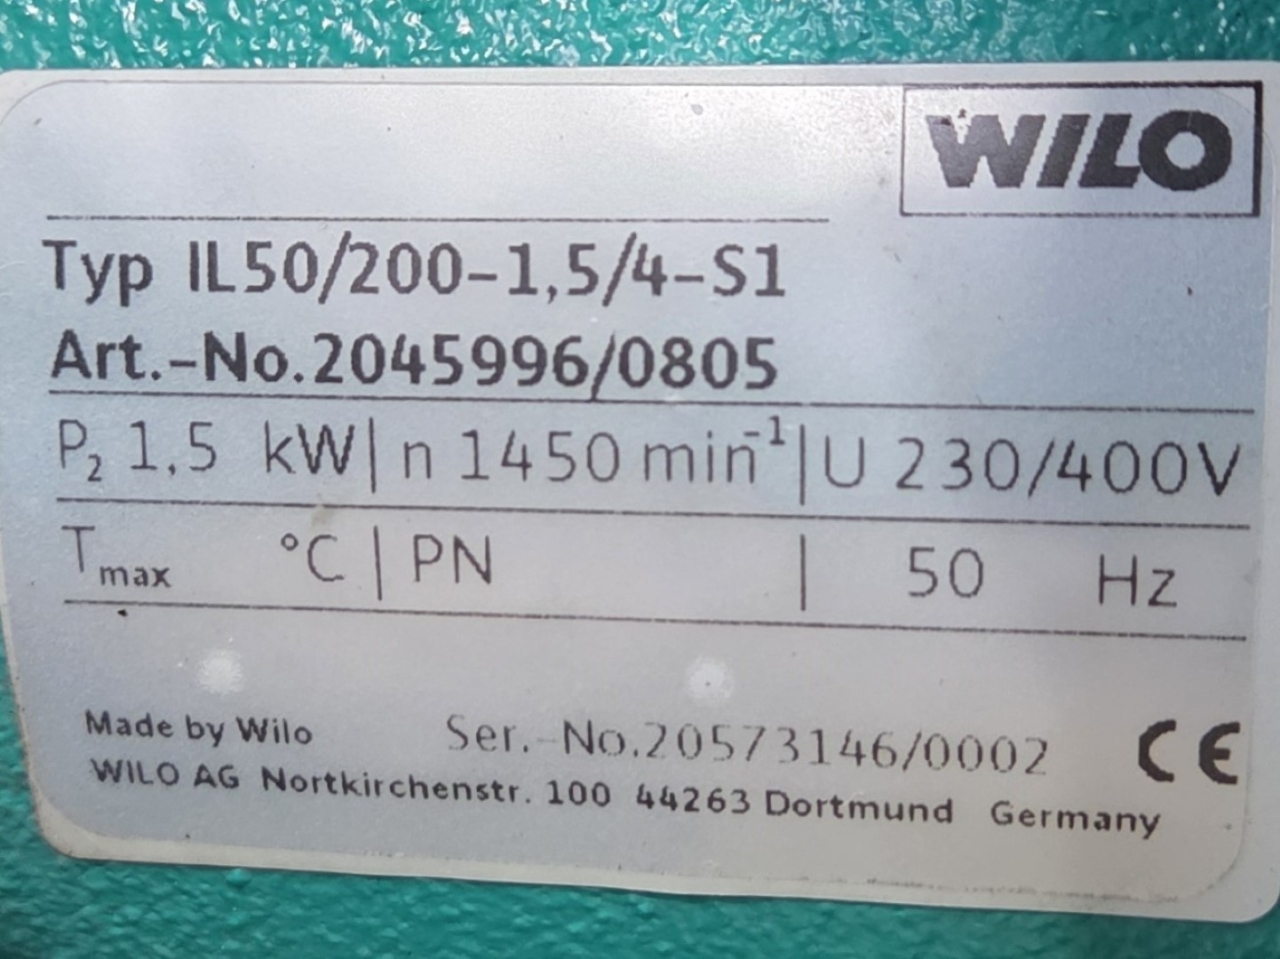 WILO
Typ IL50/200-1,5/4-S1
Art.-No.2045996/0805
P₂ 1,5 kW | n 1450 min⁻¹ | U 230/400V
Tmax °C | PN | 50 Hz
Made by Wilo Ser.-No.20573146/0002 CE
WILO AG Nortkirchenstr. 100 44263 Dortmund Germany